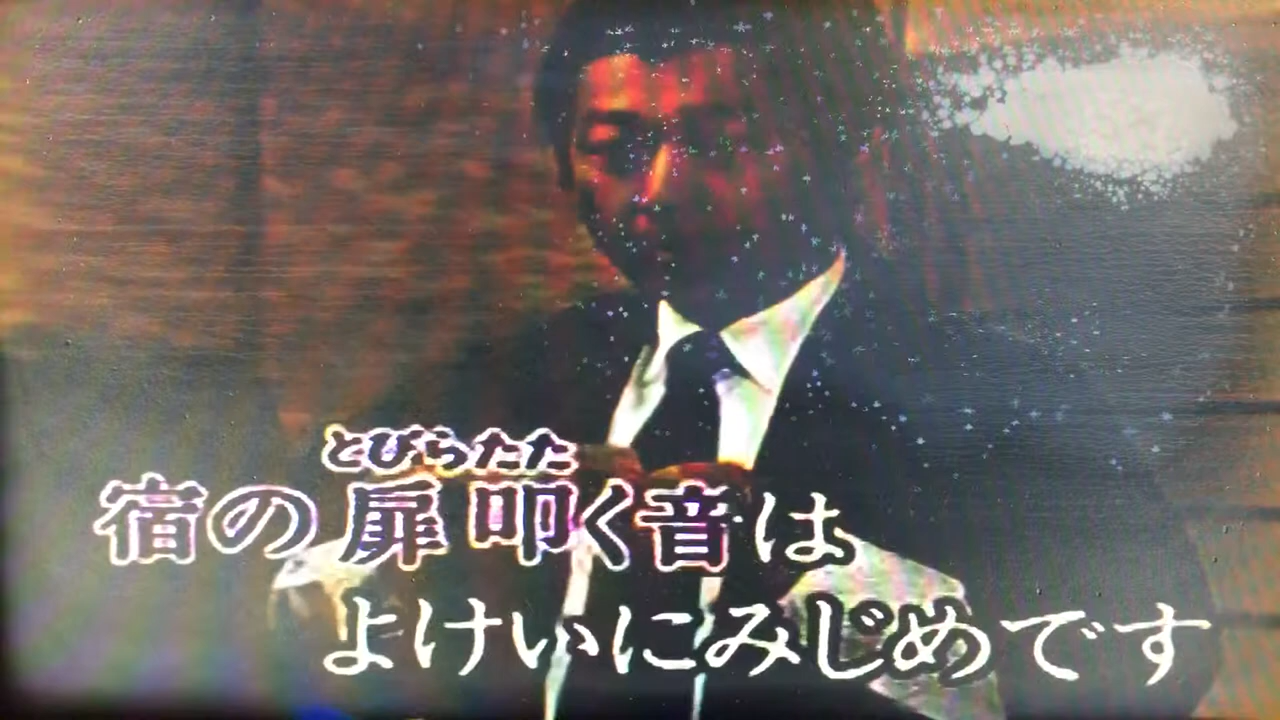 とびらたた
宿の扉叩く音は
よけいにみじめです